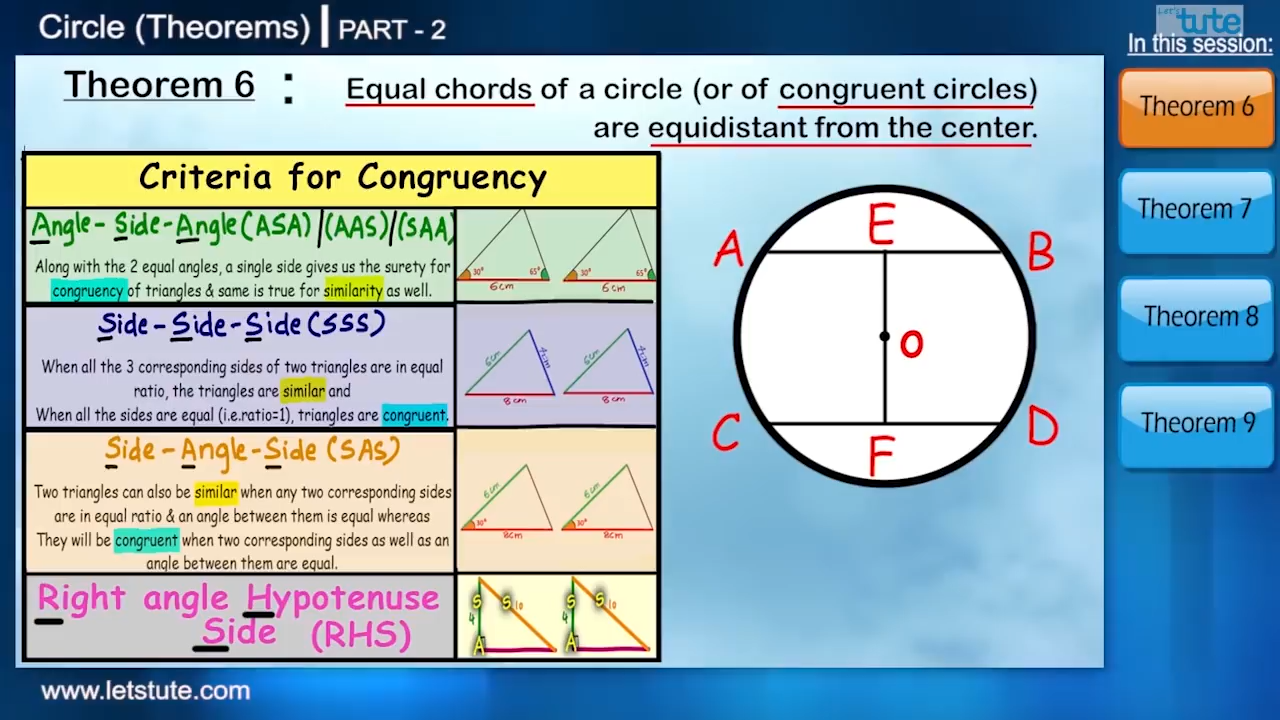 Circle (Theorems) | PART - 2
Let's tute
In this session:
Theorem 6 : Equal chords of a circle (or of congruent circles)
are equidistant from the center.
Criteria for Congruency
Angle - Side - Angle (ASA) |(AAS)|(SAA)
Along with the 2 equal angles, a single side gives us the surety for
congruency of triangles & same is true for similarity as well.
30° 65° 30° 65°
6cm 6cm
Side - Side - Side (SSS)
When all the 3 corresponding sides of two triangles are in equal
ratio, the triangles are similar and
When all the sides are equal (i.e.ratio=1), triangles are congruent.
6cm 4cm 6cm 4cm
8cm 8cm
Side - Angle - Side (SAS)
Two triangles can also be similar when any two corresponding sides
are in equal ratio & an angle between them is equal whereas
They will be congruent when two corresponding sides as well as an
angle between them are equal.
6cm 6cm
30° 30°
8cm 8cm
Right angle Hypotenuse
Side (RHS)
S S 10 S S 10
4 4
A A
A E B
O
C F D
Theorem 6
Theorem 7
Theorem 8
Theorem 9
www.letstute.com